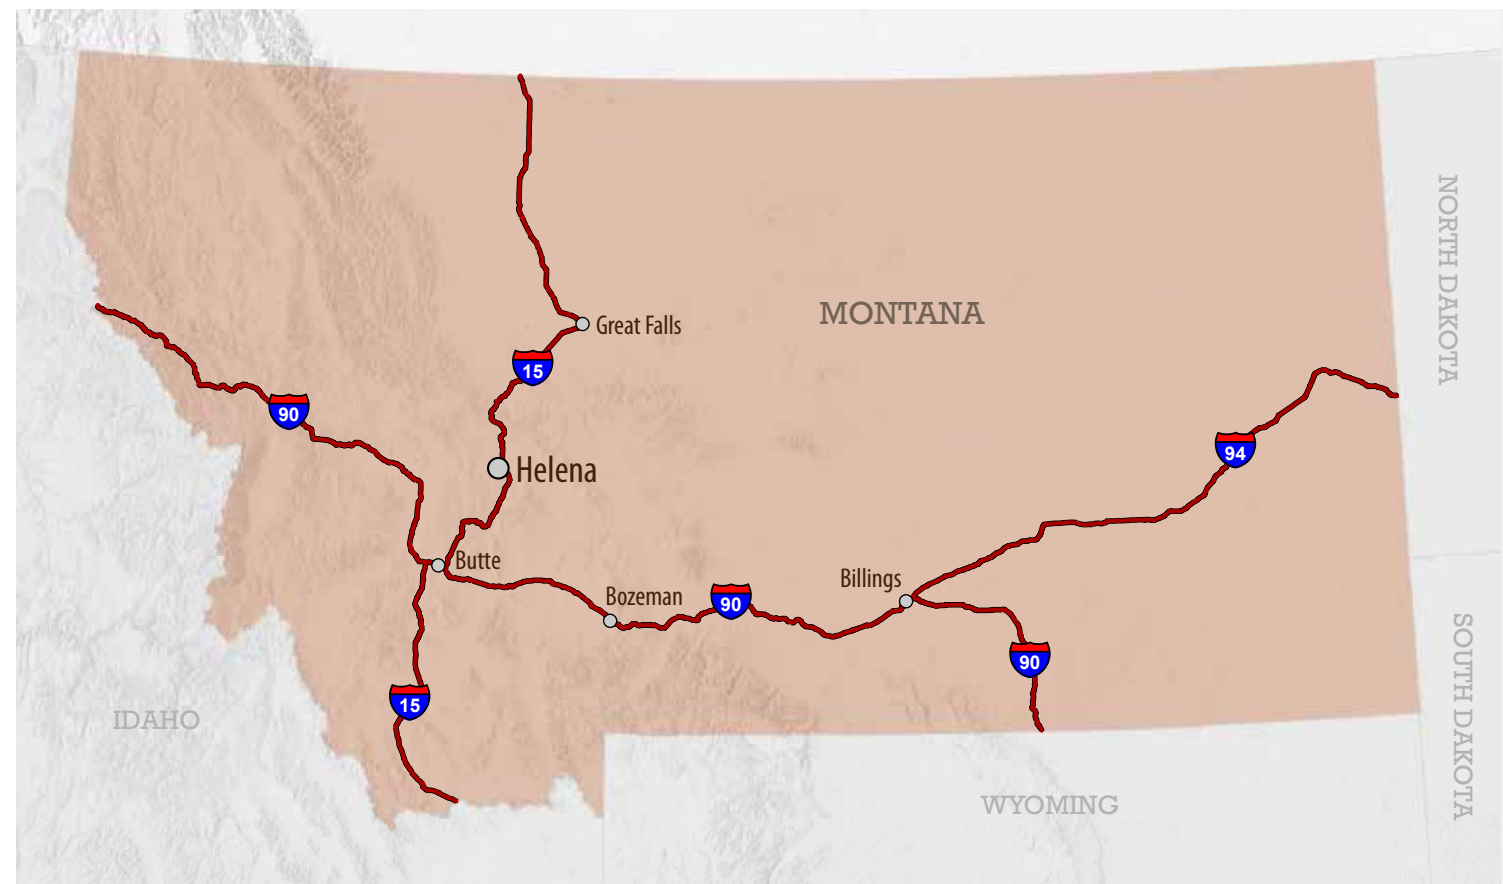 NORTH DAKOTA
MONTANA
Great Falls
15
90
94
Helena
Butte
Billings
Bozeman
90
90
15
SOUTH DAKOTA
IDAHO
WYOMING